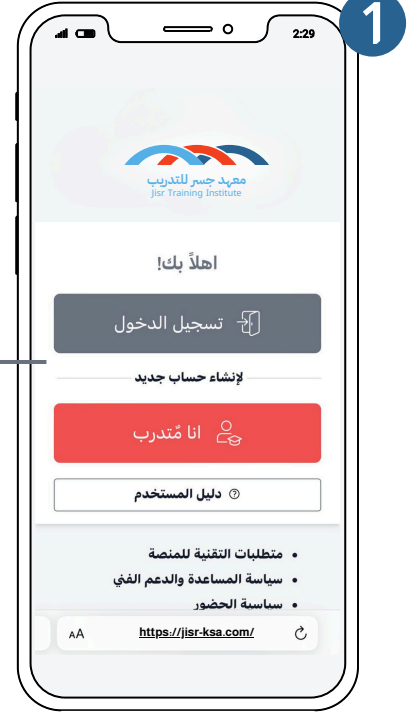 1
2:29
معهد جسر للتدريب
Jisr Training Institute
اهلاً بك!
تسجيل الدخول
لإنشاء حساب جديد
انا مٌتدرب
دليل المستخدم
• متطلبات التقنية للمنصة
• سياسة المساعدة والدعم الفني
• سياسية الحضور
AA https://jisr-ksa.com/